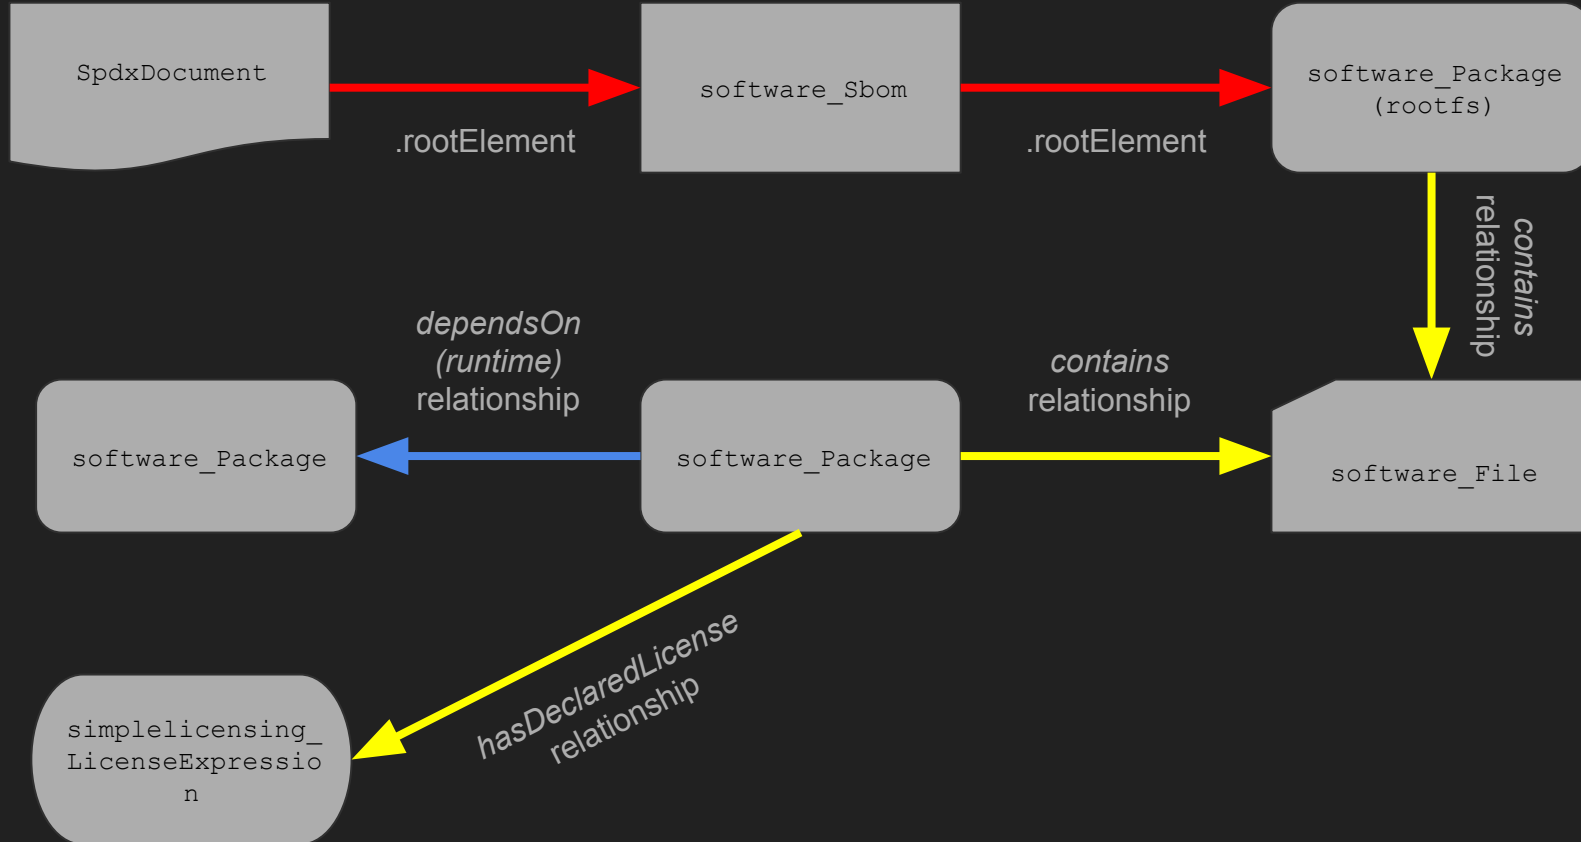 SpdxDocument
.rootElement
software_Sbom
.rootElement
software_Package
(rootfs)
contains
relationship
dependsOn
(runtime)
relationship
contains
relationship
software_Package
software_Package
software_File
hasDeclaredLicense
relationship
simplelicensing_
LicenseExpressio
n